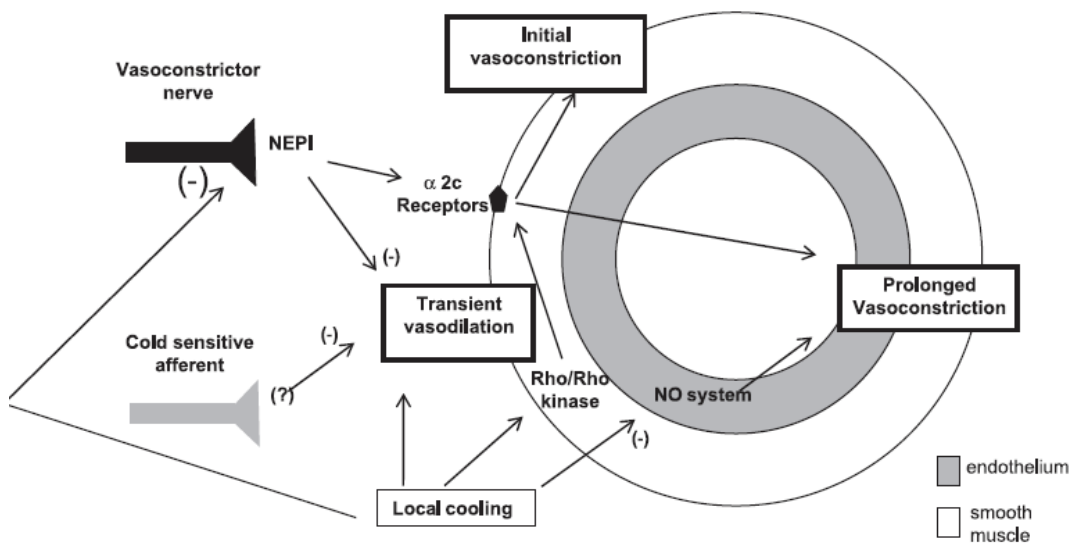 Initial
vasoconstriction
Vasoconstrictor
nerve
NEPI
(-)
α 2c
Receptors
(-)
Transient
vasodilation
Prolonged
Vasoconstriction
Cold sensitive
afferent
(-)
(?)
Rho/Rho
kinase
NO system
(-)
Local cooling
endothelium
smooth
muscle